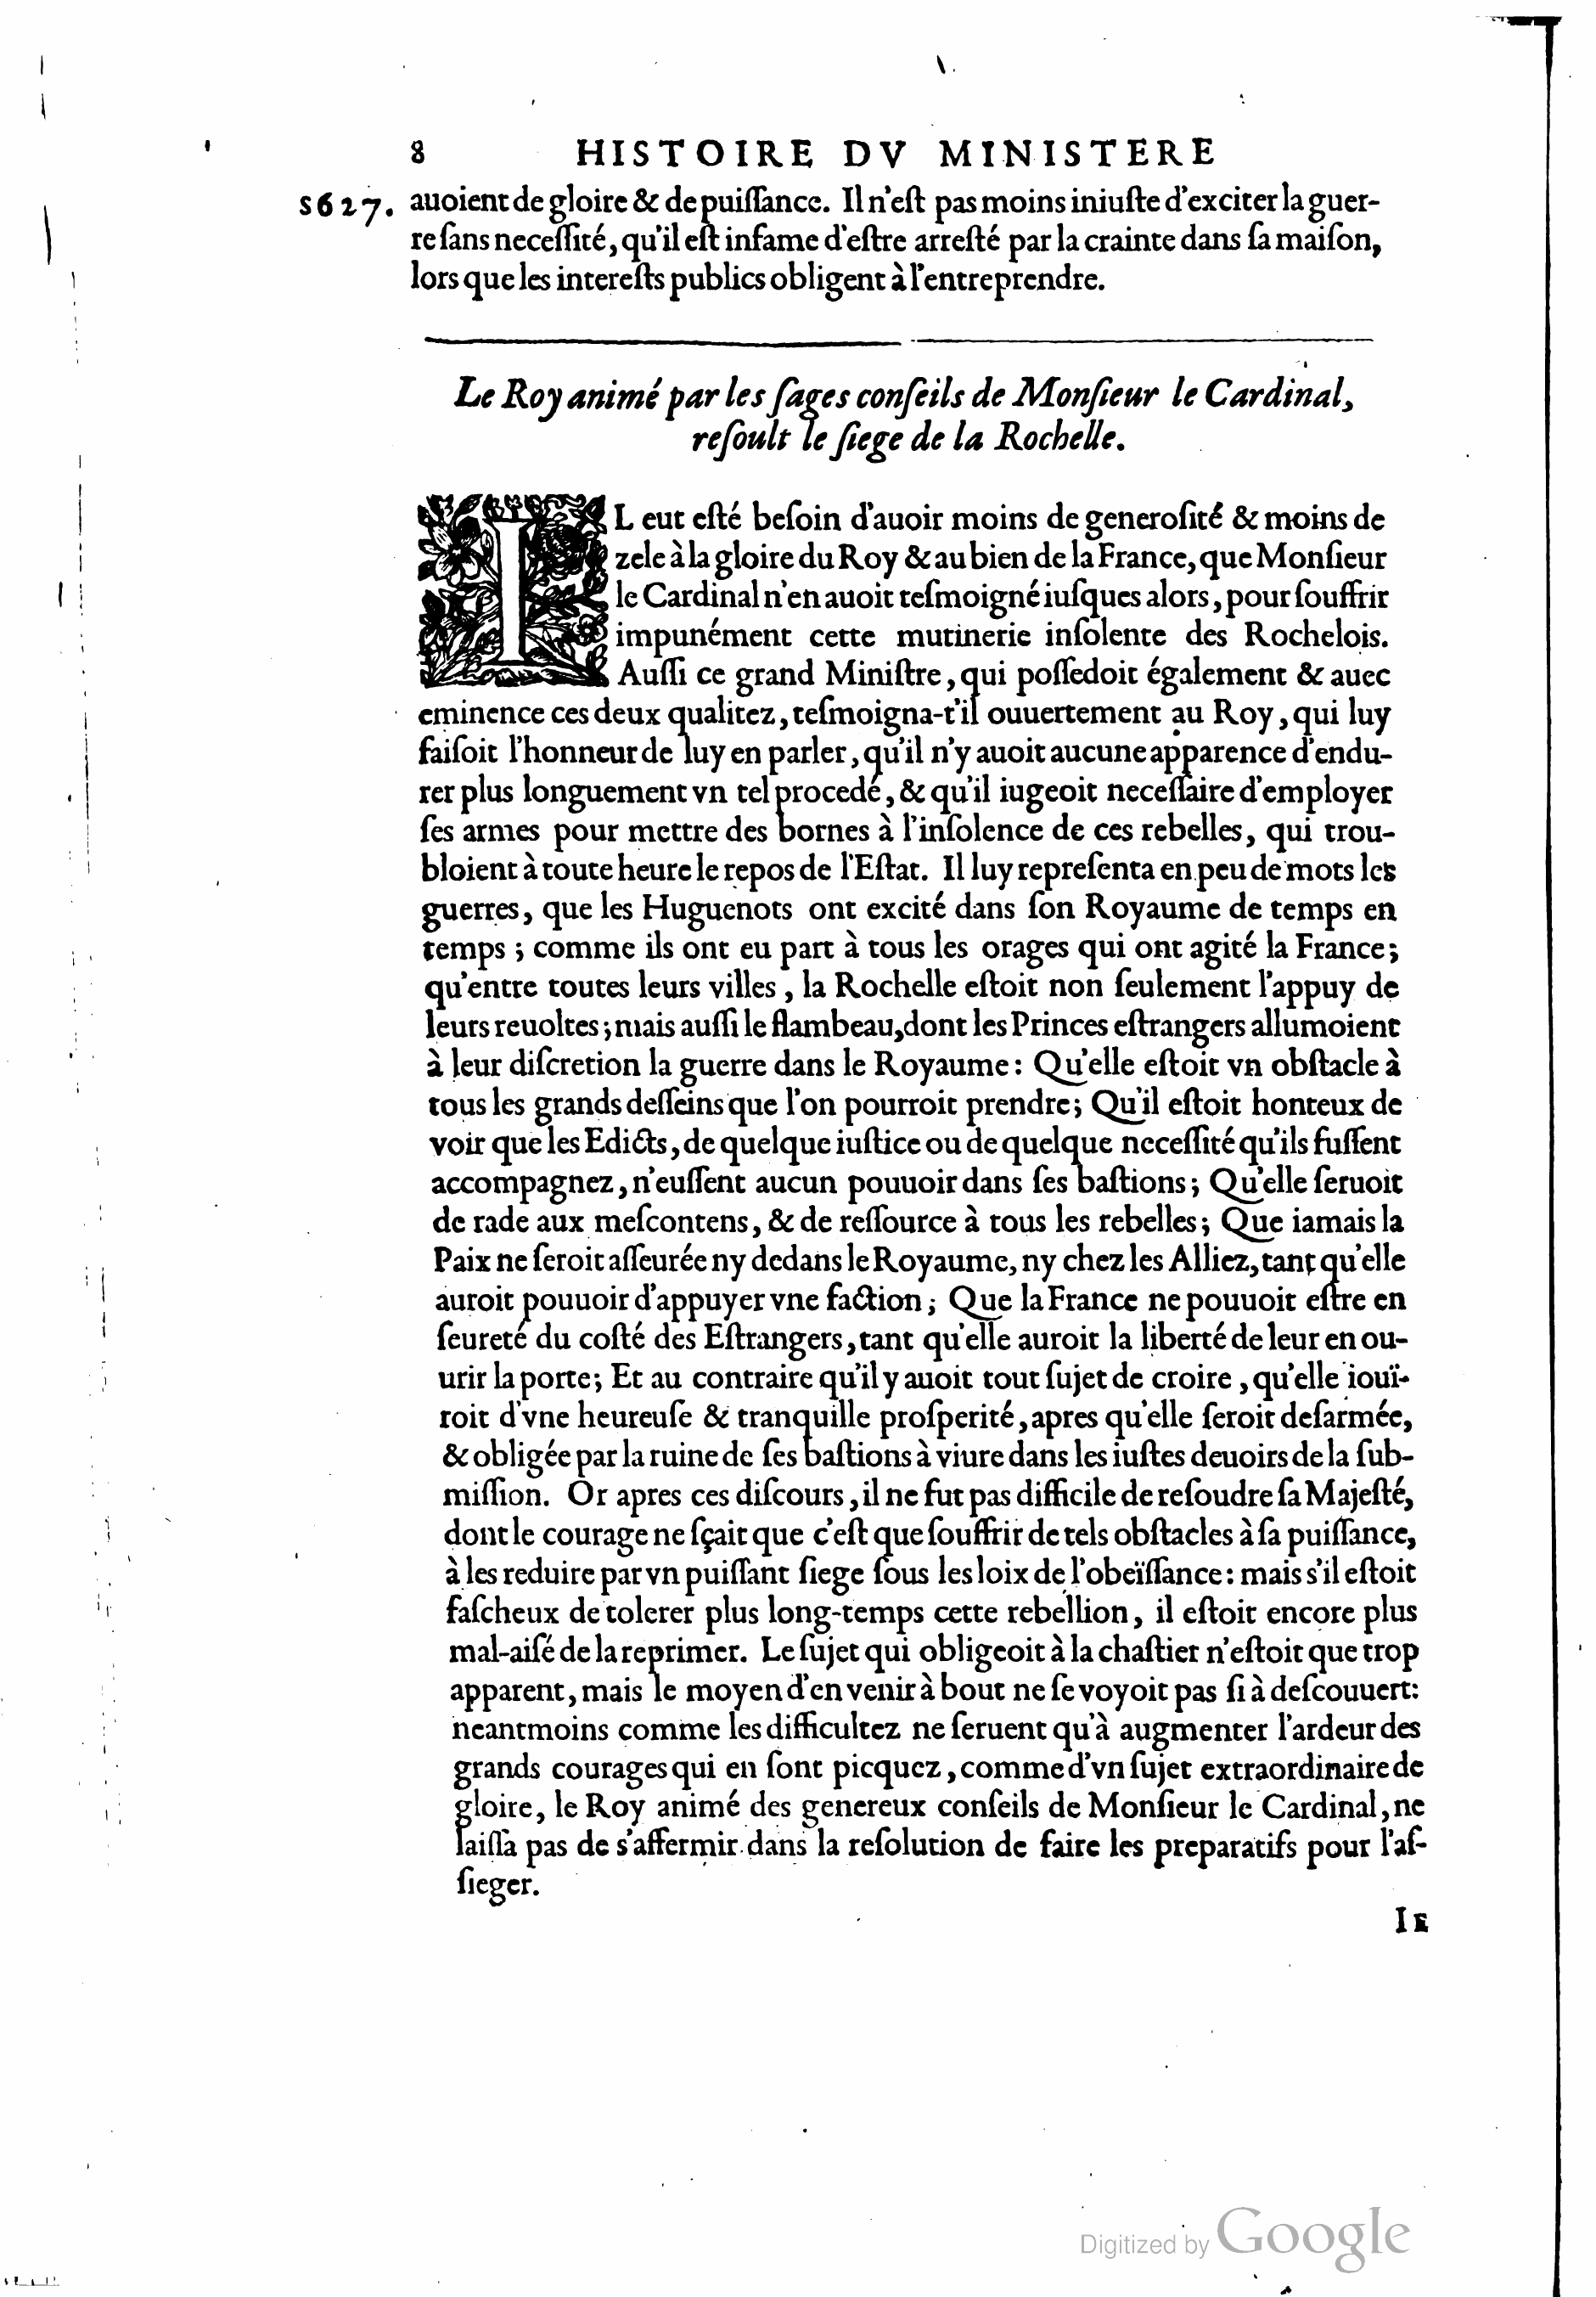 8 HISTOIRE DV MINISTERE
S627. auoient de gloire & de puiſſance. Il n'eſt pas moins iniuſte d'exciter la guer-
re ſans neceſſité, qu'il eſt infame d'eſtre arreſté par la crainte dans ſa maiſon,
lors que les intereſts publics obligent à l'entreprendre.
Le Roy animé par les ſages conſeils de Monſieur le Cardinal,
reſoult le ſiege de la Rochelle.
IL eut eſté beſoin d'auoir moins de generoſité & moins de
zele à la gloire du Roy & au bien de la France, que Monſieur
le Cardinal n'en auoit teſmoigné iuſques alors, pour ſouffrir
impunément cette mutinerie inſolente des Rochelois.
Auſſi ce grand Miniſtre, qui poſſedoit également & auec
eminence ces deux qualitez, teſmoigna-t'il ouuertement au Roy, qui luy
faiſoit l'honneur de luy en parler, qu'il n'y auoit aucune apparence d'endu-
rer plus longuement vn tel procedé, & qu'il iugeoit neceſſaire d'employer
ſes armes pour mettre des bornes à l'inſolence de ces rebelles, qui trou-
bloient à toute heure le repos de l'Eſtat. Il luy repreſenta en peu de mots les
guerres, que les Huguenots ont excité dans ſon Royaume de temps en
temps ; comme ils ont eu part à tous les orages qui ont agité la France;
qu'entre toutes leurs villes, la Rochelle eſtoit non ſeulement l'appuy de
leurs reuoltes; mais auſſi le flambeau, dont les Princes eſtrangers allumoient
à leur diſcretion la guerre dans le Royaume: Qu'elle eſtoit vn obſtacle à
tous les grands deſſeins que l'on pourroit prendre; Qu'il eſtoit honteux de
voir que les Edicts, de quelque iuſtice ou de quelque neceſſité qu'ils fuſſent
accompagnez, n'euſſent aucun pouuoir dans ſes baſtions; Qu'elle ſeruoit
de rade aux meſcontens, & de reſſource à tous les rebelles; Que iamais la
Paix ne ſeroit aſſeurée ny dedans le Royaume, ny chez les Alliez, tant qu'elle
auroit pouuoir d'appuyer vne faction; Que la France ne pouuoit eſtre en
ſeureté du coſté des Eſtrangers, tant qu'elle auroit la liberté de leur en ou-
urir la porte; Et au contraire qu'il y auoit tout ſujet de croire, qu'elle iouï-
roit d'vne heureuſe & tranquille proſperité, apres qu'elle ſeroit deſarmée,
& obligée par la ruine de ſes baſtions à viure dans les iuſtes deuoirs de la ſub-
miſſion. Or apres ces diſcours, il ne fut pas difficile de reſoudre ſa Majeſté,
dont le courage ne ſçait que c'eſt que ſouffrir de tels obſtacles à ſa puiſſance,
à les reduire par vn puiſſant ſiege ſous les loix de l'obeïſſance: mais s'il eſtoit
faſcheux de tolerer plus long-temps cette rebellion, il eſtoit encore plus
mal-aiſé de la reprimer. Le ſujet qui obligeoit à la chaſtier n'eſtoit que trop
apparent, mais le moyen d'en venir à bout ne ſe voyoit pas ſi à deſcouuert:
neantmoins comme les difficultez ne ſeruent qu'à augmenter l'ardeur des
grands courages qui en ſont picquez, comme d'vn ſujet extraordinaire de
gloire, le Roy animé des genereux conſeils de Monſieur le Cardinal, ne
laiſſa pas de s'affermir dans la reſolution de faire les preparatifs pour l'aſ-
ſieger.
IE
Digitized by Google